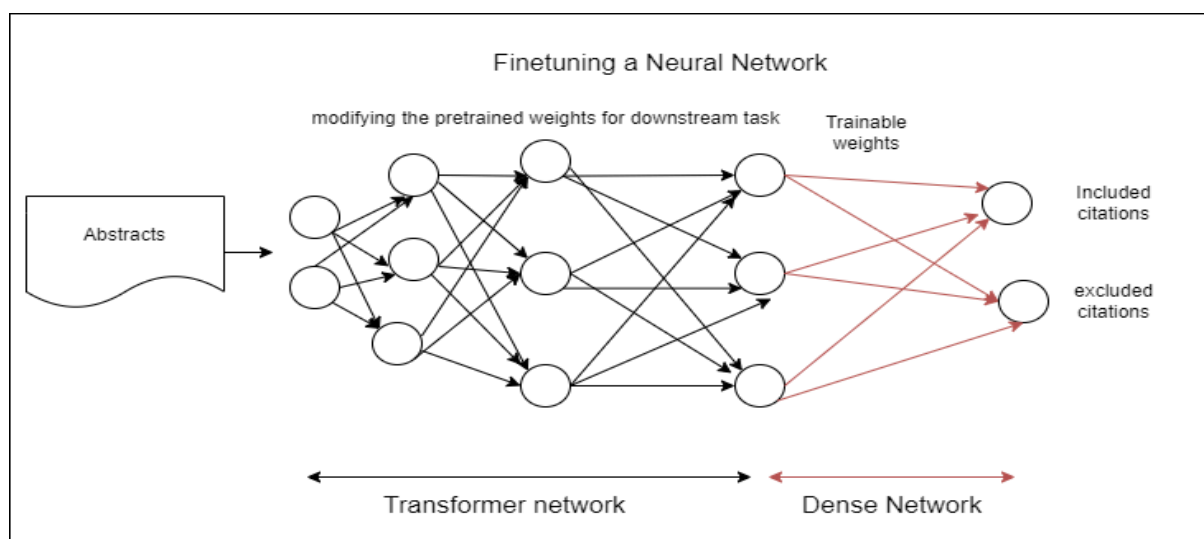 Finetuning a Neural Network
modifying the pretrained weights for downstream task
Trainable
weights
Abstracts
Included
citations
excluded
citations
Transformer network
Dense Network